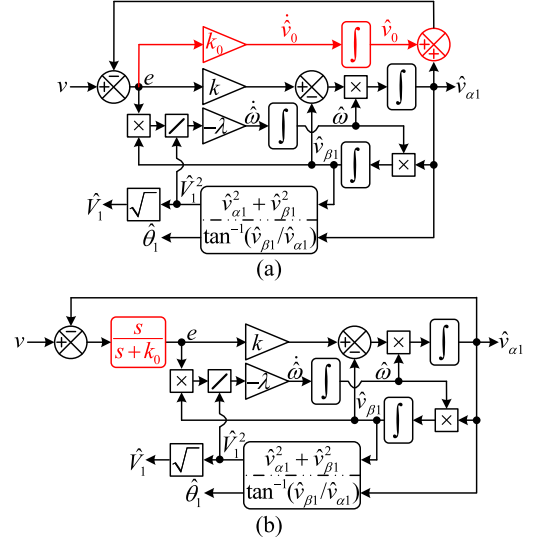 k₀ v̂̇₀ ∫ v̂₀
v e k × ∫ v̂α1
× −λ ω̂̇ ∫ ω̂
v̂β1 ∫ ×
V̂₁ √ V̂₁² v̂²α1 + v̂²β1
θ̂₁ tan⁻¹(v̂β1/v̂α1)
(a)
v s/(s + k₀) e k × ∫ v̂α1
× −λ ω̂̇ ∫ ω̂
v̂β1 ∫ ×
V̂₁ √ V̂₁² v̂²α1 + v̂²β1
θ̂₁ tan⁻¹(v̂β1/v̂α1)
(b)